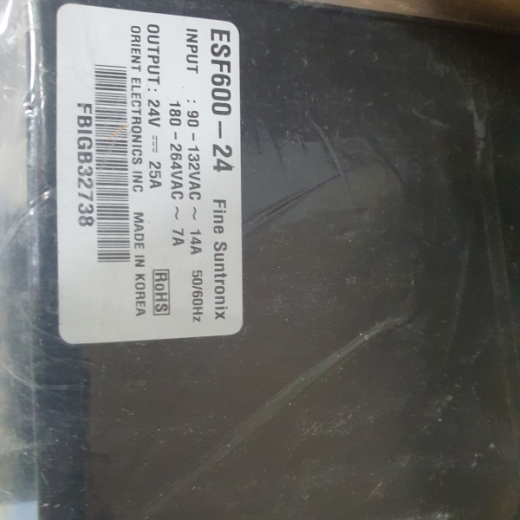 ESF600-24 Fine Suntronix
INPUT : 90-132VAC ~ 14A 50/60Hz
180-264VAC ~ 7A
OUTPUT : 24V ⎓ 25A RoHS
ORIENT ELECTRONICS INC MADE IN KOREA
FBIGB32738